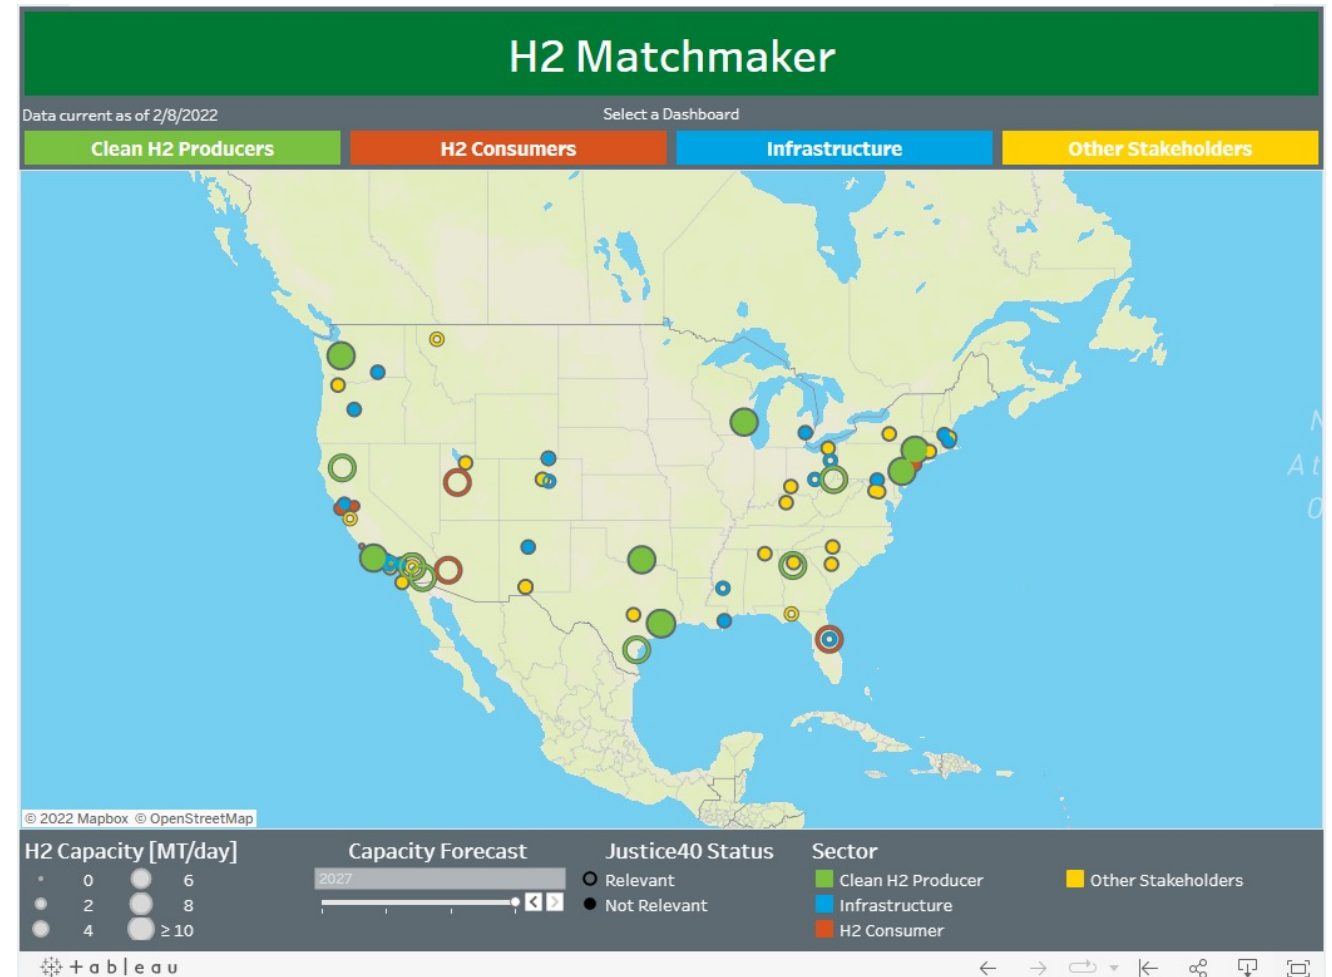 H2 Matchmaker
Data current as of 2/8/2022
Select a Dashboard
Clean H2 Producers
H2 Consumers
Infrastructure
Other Stakeholders
N
At
O
© 2022 Mapbox © OpenStreetMap
H2 Capacity [MT/day]
0
6
2
8
4
≥ 10
Capacity Forecast
2027
Justice40 Status
Relevant
Not Relevant
Sector
Clean H2 Producer
Infrastructure
H2 Consumer
Other Stakeholders
+ableau